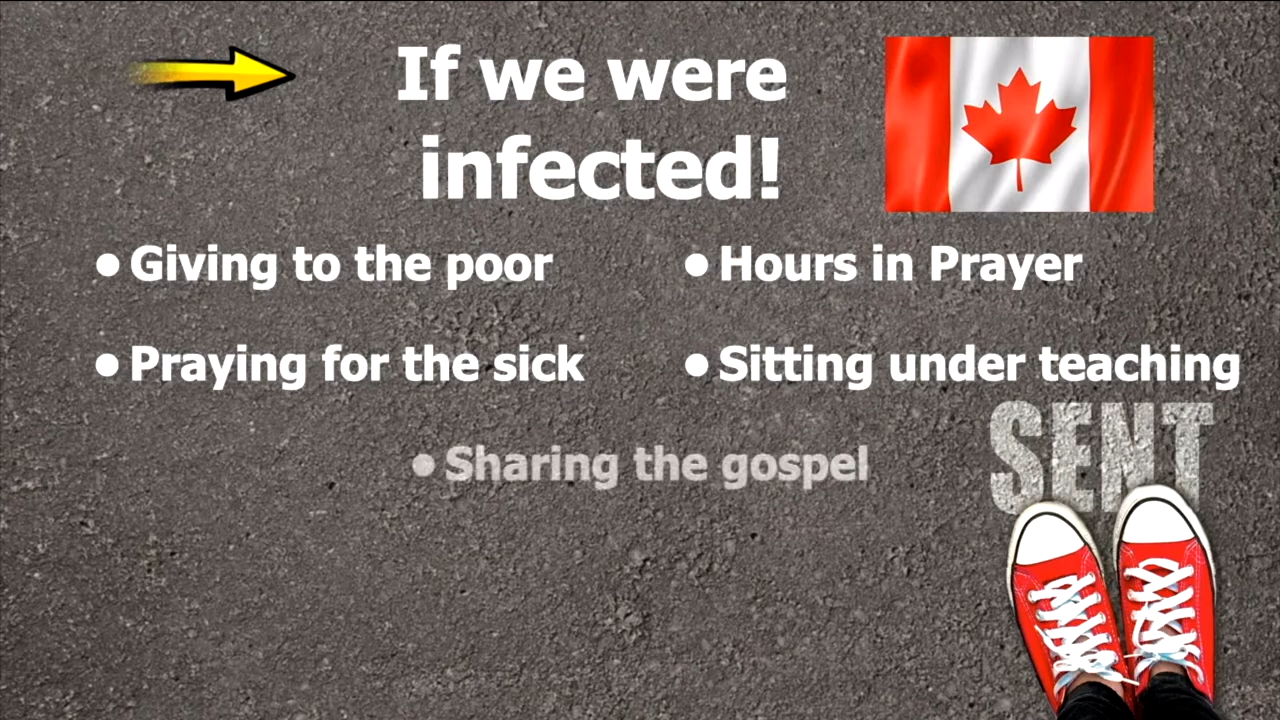 If we were
infected!
• Giving to the poor
• Hours in Prayer
• Praying for the sick
• Sitting under teaching
• Sharing the gospel
SENT